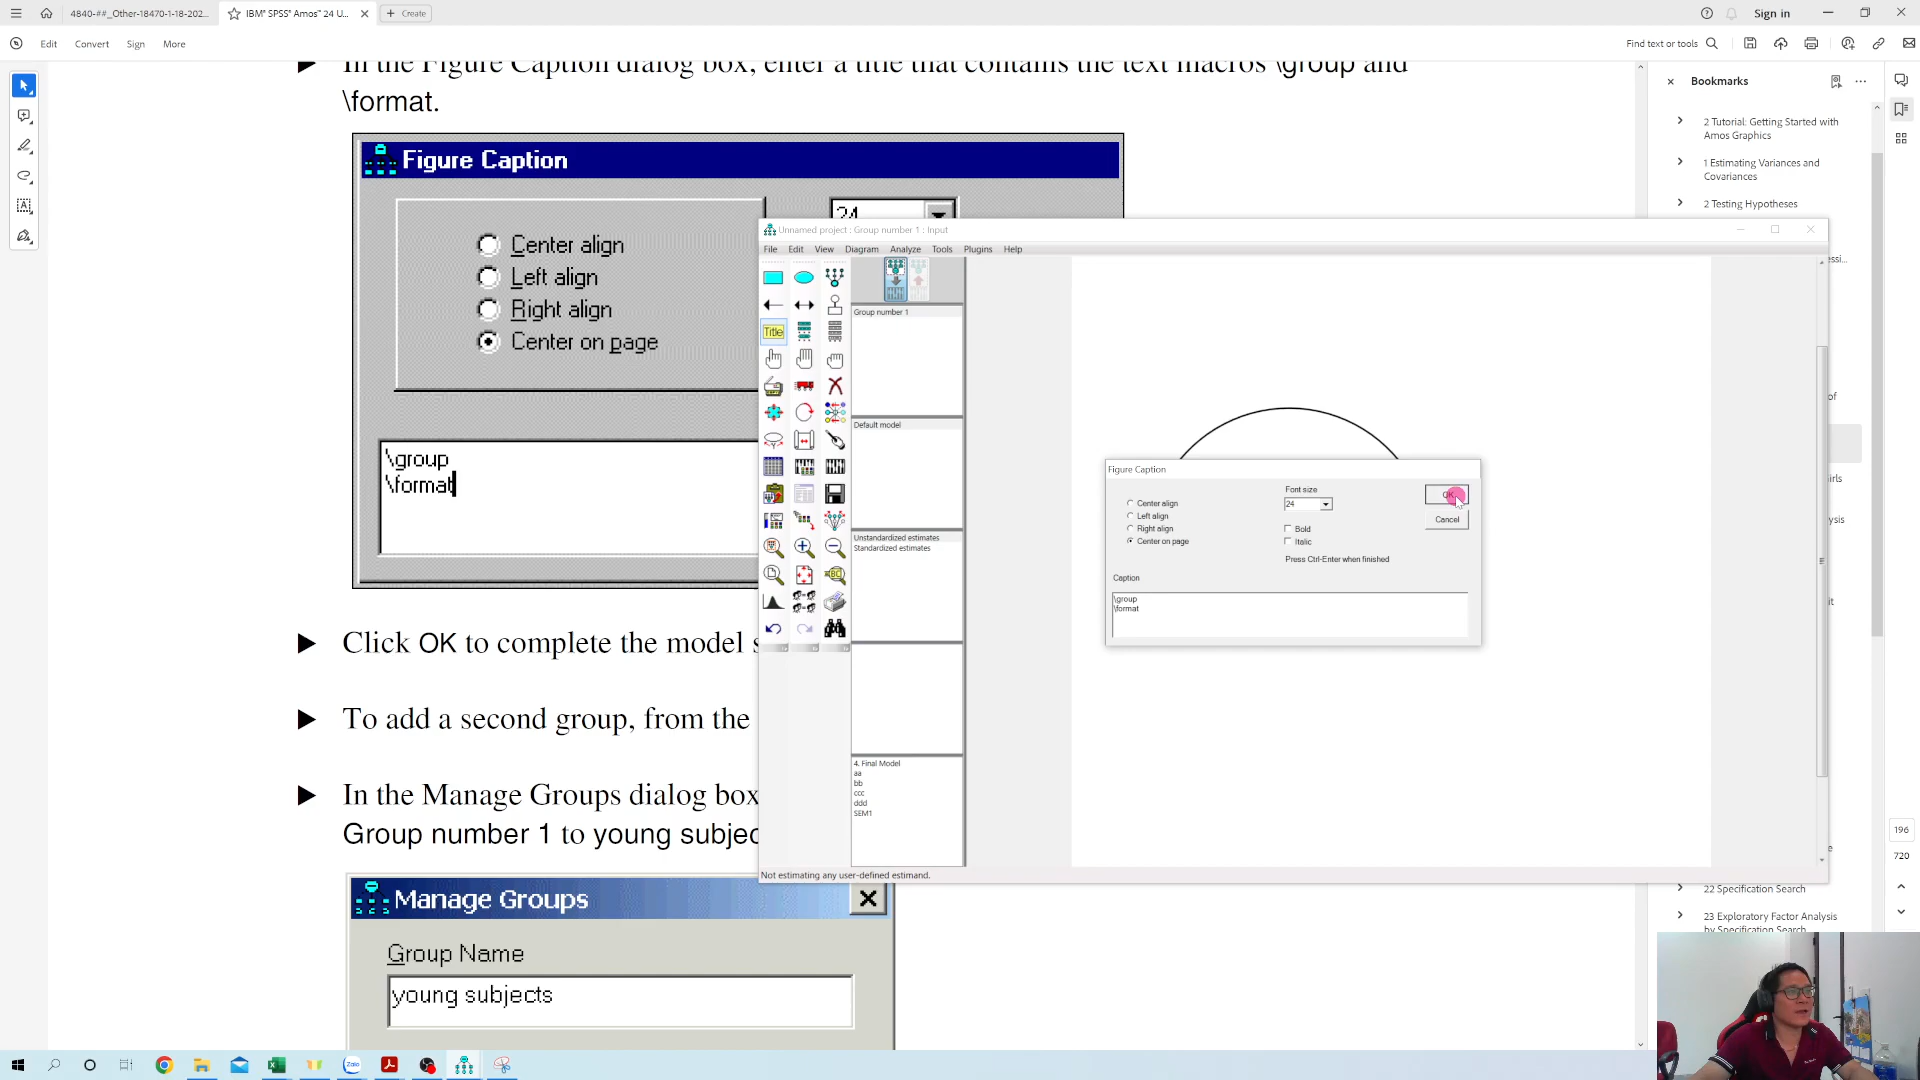 4840-##_Other-18470-1-18-202...
IBM® SPSS® Amos™ 24 U...
Create
Sign in
Edit
Convert
Sign
More
Find text or tools
In the Figure Caption dialog box, enter a title that contains the text macros \group and
\format.
Figure Caption
24
Center align
Left align
Right align
Center on page
\group
\format
Click OK to complete the model s
To add a second group, from the
In the Manage Groups dialog box
Group number 1 to young subjec
Manage Groups
Group Name
young subjects
Unnamed project : Group number 1 : Input
File
Edit
View
Diagram
Analyze
Tools
Plugins
Help
Title
Group number 1
Default model
Unstandardized estimates
Standardized estimates
4. Final Model
aa
bb
ccc
ddd
SEM1
Not estimating any user-defined estimand.
Figure Caption
Center align
Left align
Right align
Center on page
Font size
24
Bold
Italic
Press Ctrl-Enter when finished
OK
Cancel
Caption
\group
\format
Bookmarks
2 Tutorial: Getting Started with
Amos Graphics
1 Estimating Variances and
Covariances
2 Testing Hypotheses
22 Specification Search
23 Exploratory Factor Analysis
by Specification Search
196
720
Zalo